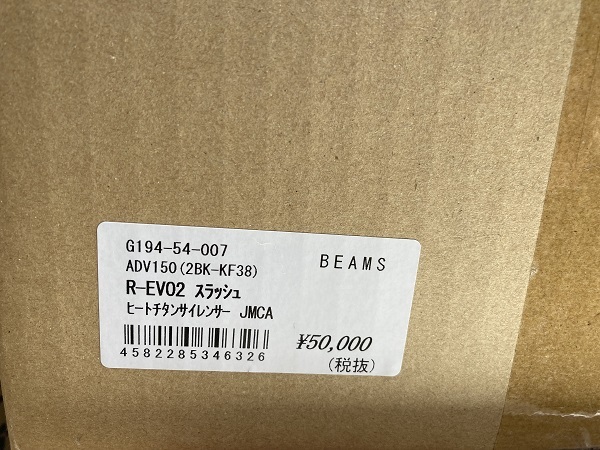 G194-54-007
BEAMS
ADV150(2BK-KF38)
R-EVO2 ｽﾗｯｼｭ
ﾋｰﾄﾁﾀﾝｻｲﾚﾝｻｰ JMCA
4582285346326
¥50,000
(税抜)